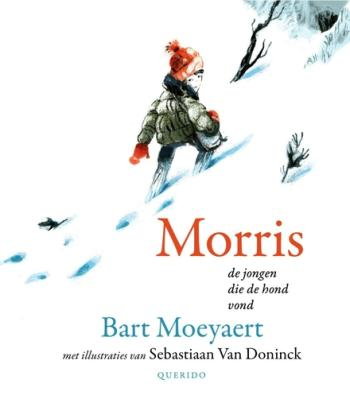 Morris
de jongen
die de hond
vond
Bart Moeyaert
met illustraties van Sebastiaan Van Doninck
QUERIDO